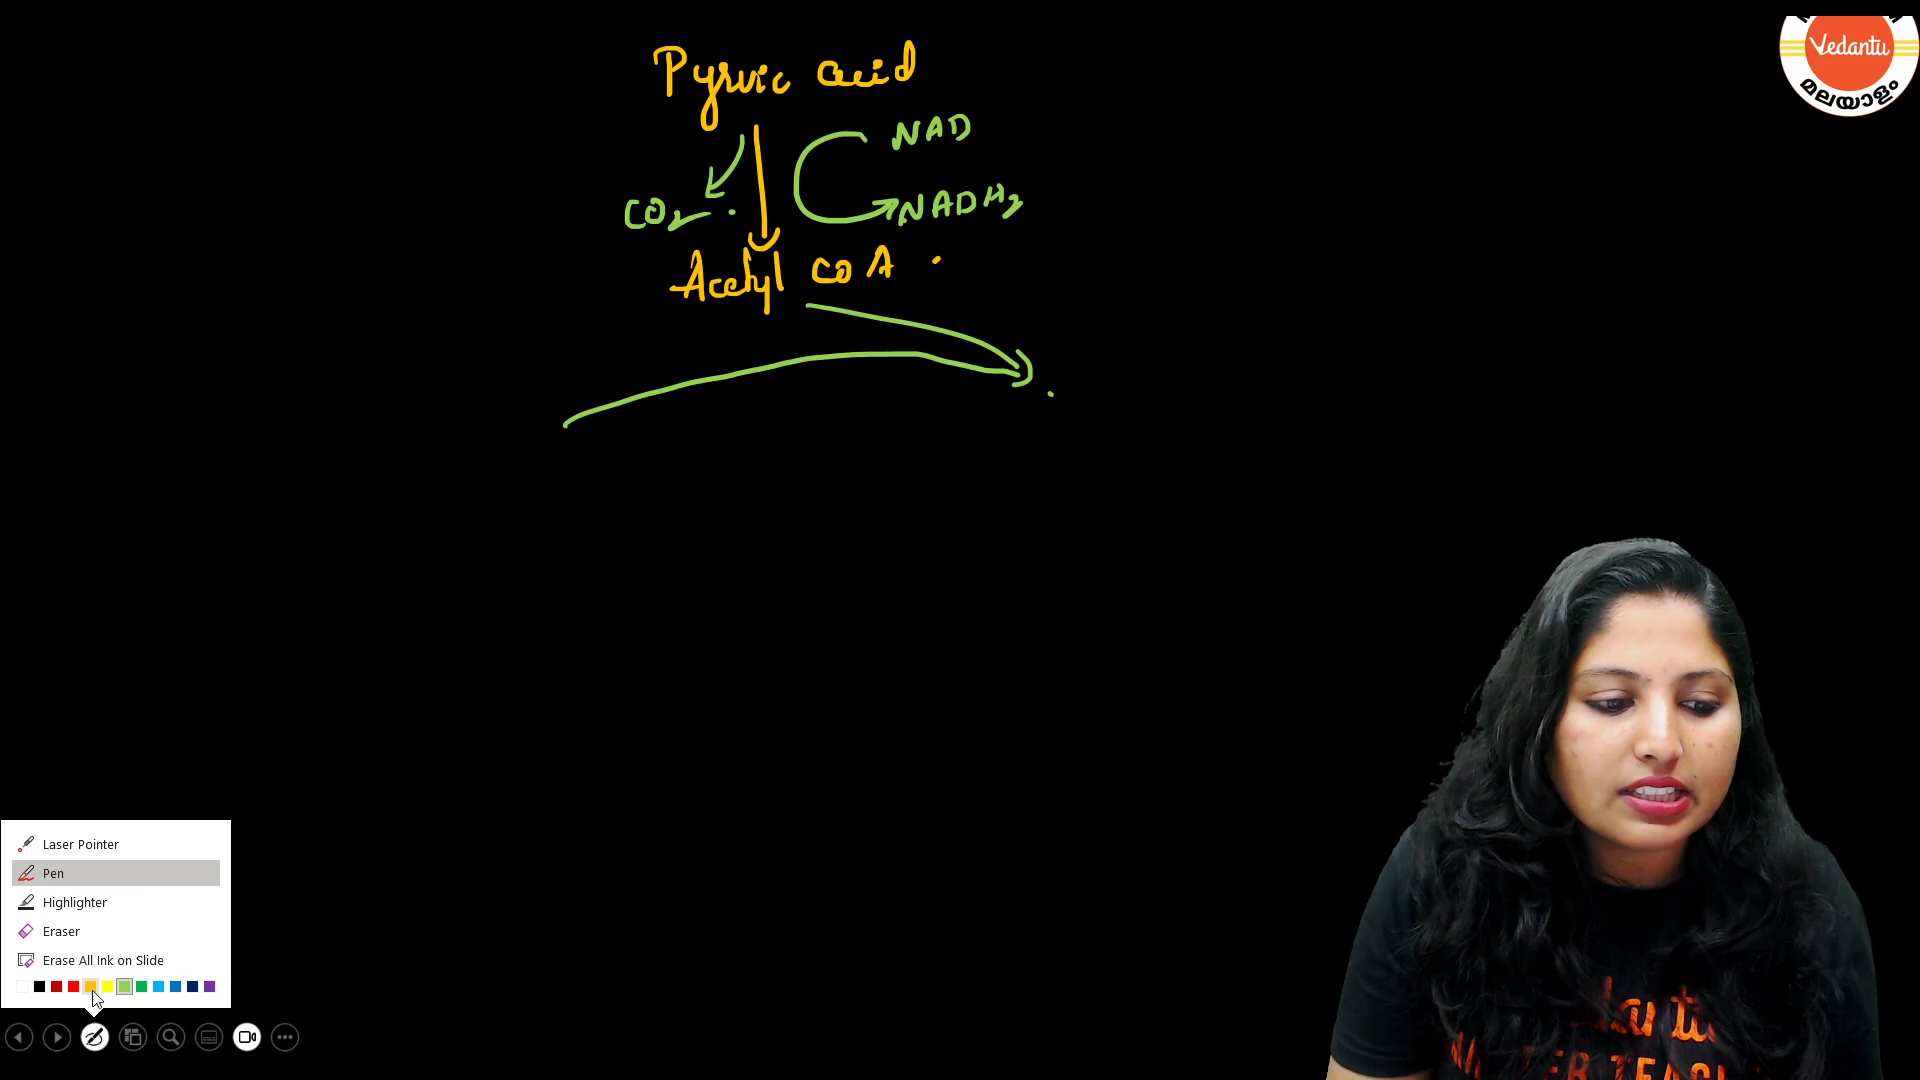 Pyruvic acid
NAD
CO2
NADH2
Acetyl CoA
Vedantu
മലയാളം
Laser Pointer
Pen
Highlighter
Eraser
Erase All Ink on Slide